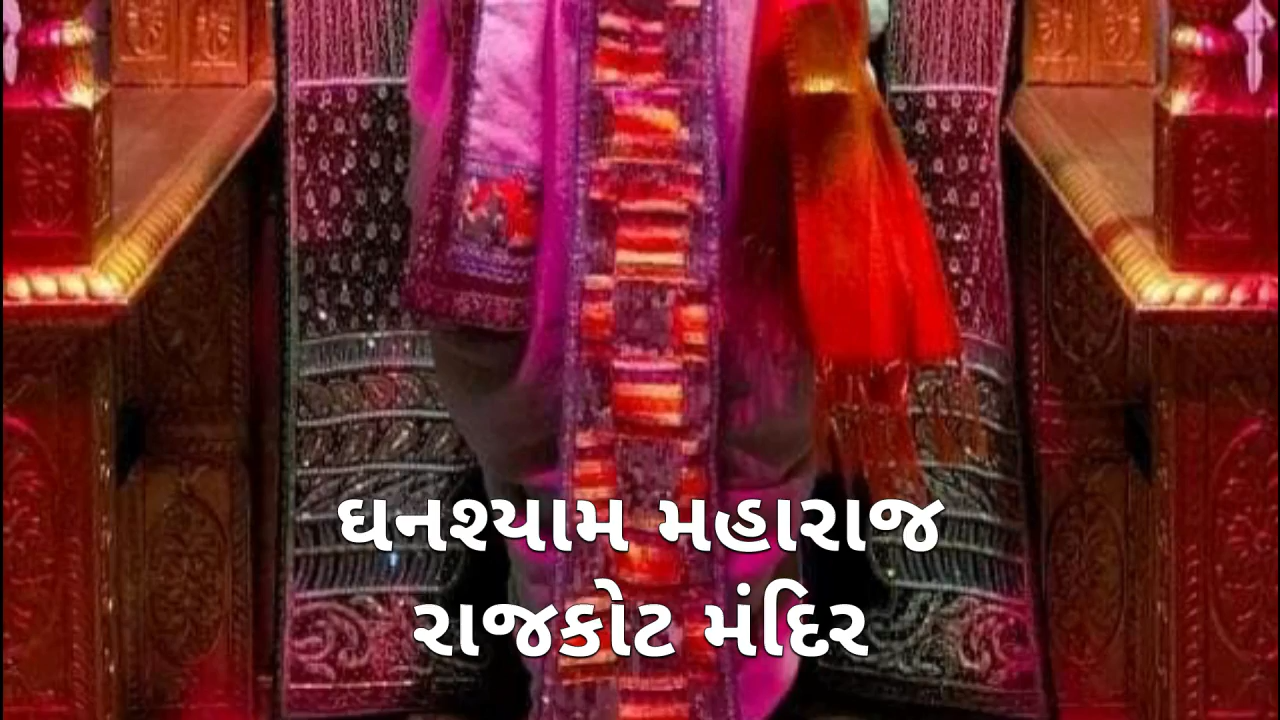 ઘનશ્યામ મહારાજ
રાજકોટ મંદિર